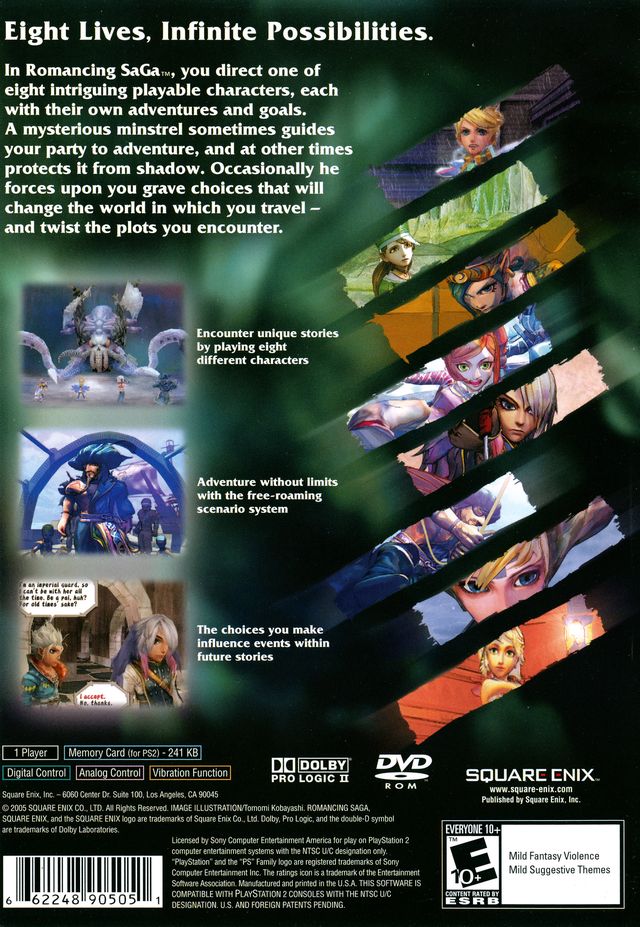 Eight Lives, Infinite Possibilities.
In Romancing SaGa™, you direct one of
eight intriguing playable characters, each
with their own adventures and goals.
A mysterious minstrel sometimes guides
your party to adventure, and at other times
protects it from shadow. Occasionally he
forces upon you grave choices that will
change the world in which you travel –
and twist the plots you encounter.
Encounter unique stories
by playing eight
different characters
Adventure without limits
with the free-roaming
scenario system
I'm an imperial guard, so
I can't be with her all
the time. Be a pal, huh?
For old times' sake?
I accept.
No, thanks.
The choices you make
influence events within
future stories
1 Player
Memory Card (for PS2) - 241 KB
Digital Control
Analog Control
Vibration Function
DOLBY
PRO LOGIC II
DVD
ROM
SQUARE ENIX™
www.square-enix.com
Published by Square Enix, Inc.
Square Enix, Inc. – 6060 Center Dr. Suite 100, Los Angeles, CA 90045
© 2005 SQUARE ENIX CO., LTD. All Rights Reserved. IMAGE ILLUSTRATION/Tomomi Kobayashi. ROMANCING SAGA,
SQUARE ENIX, and the SQUARE ENIX logo are trademarks of Square Enix Co., Ltd. Dolby, Pro Logic, and the double-D symbol
are trademarks of Dolby Laboratories.
Licensed by Sony Computer Entertainment America for play on PlayStation 2
computer entertainment systems with the NTSC U/C designation only.
"PlayStation" and the "PS" Family logo are registered trademarks of Sony
Computer Entertainment Inc. The ratings icon is a trademark of the Entertainment
Software Association. Manufactured and printed in the U.S.A. THIS SOFTWARE IS
COMPATIBLE WITH PLAYSTATION 2 CONSOLES WITH THE NTSC U/C
DESIGNATION. U.S. AND FOREIGN PATENTS PENDING.
6 62248 90505 1
EVERYONE 10+
™
E
10+
CONTENT RATED BY
ESRB
Mild Fantasy Violence
Mild Suggestive Themes